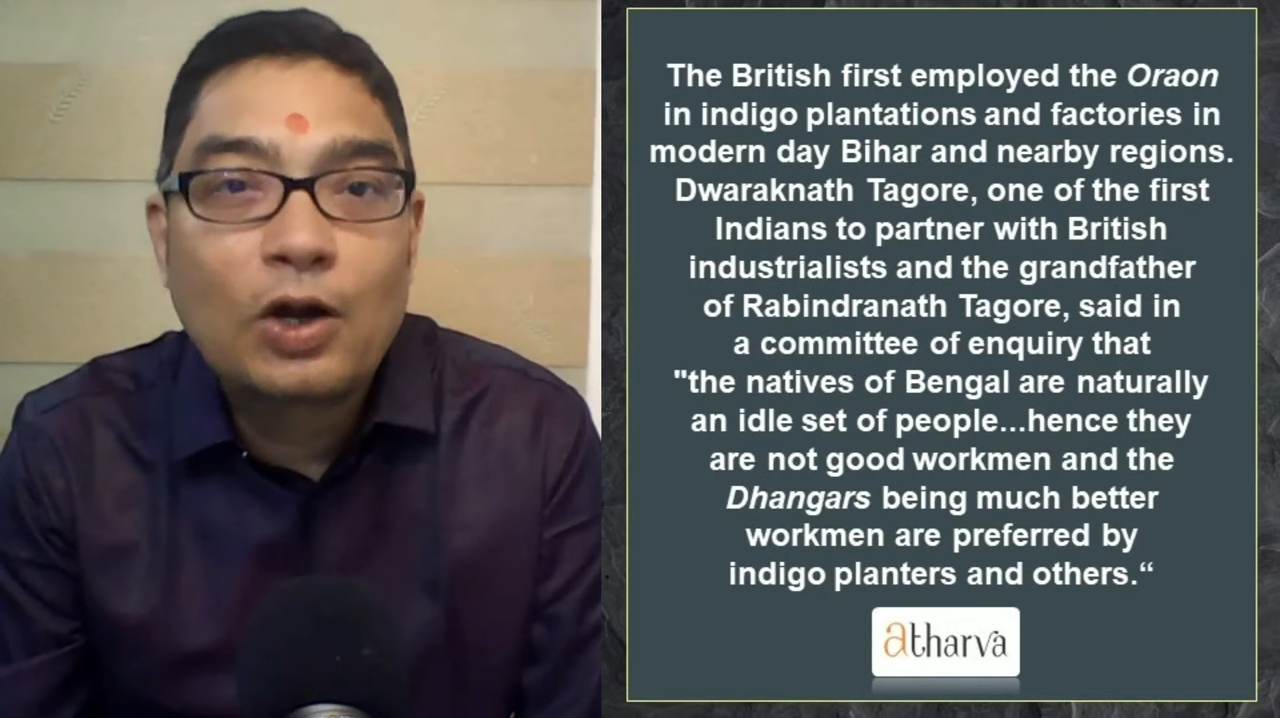 The British first employed the Oraon
in indigo plantations and factories in
modern day Bihar and nearby regions.
Dwaraknath Tagore, one of the first
Indians to partner with British
industrialists and the grandfather
of Rabindranath Tagore, said in
a committee of enquiry that
"the natives of Bengal are naturally
an idle set of people...hence they
are not good workmen and the
Dhangars being much better
workmen are preferred by
indigo planters and others.“
atharva